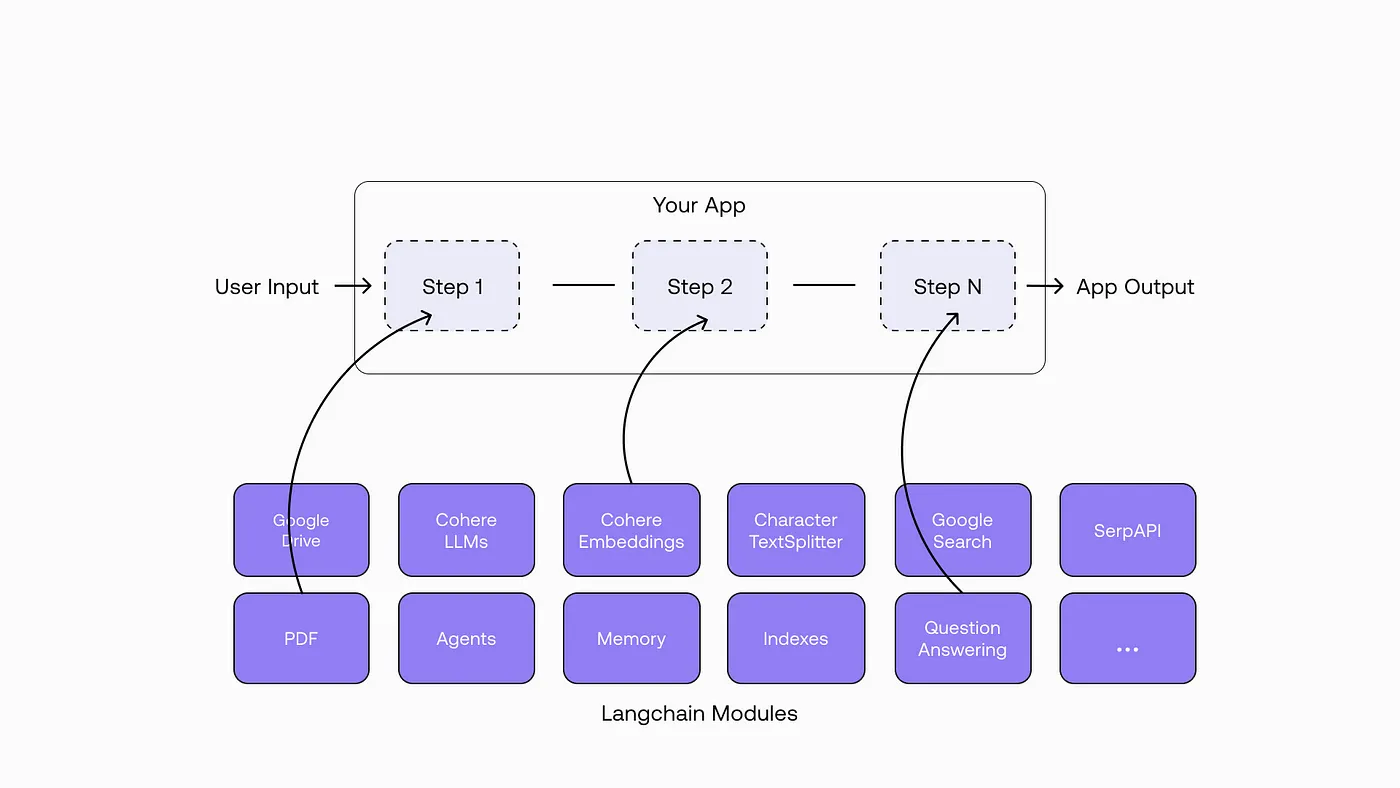 Your App
User Input
Step 1
Step 2
Step N
App Output
Google
Drive
Cohere
LLMs
Cohere
Embeddings
Character
TextSplitter
Google
Search
SerpAPI
PDF
Agents
Memory
Indexes
Question
Answering
...
Langchain Modules